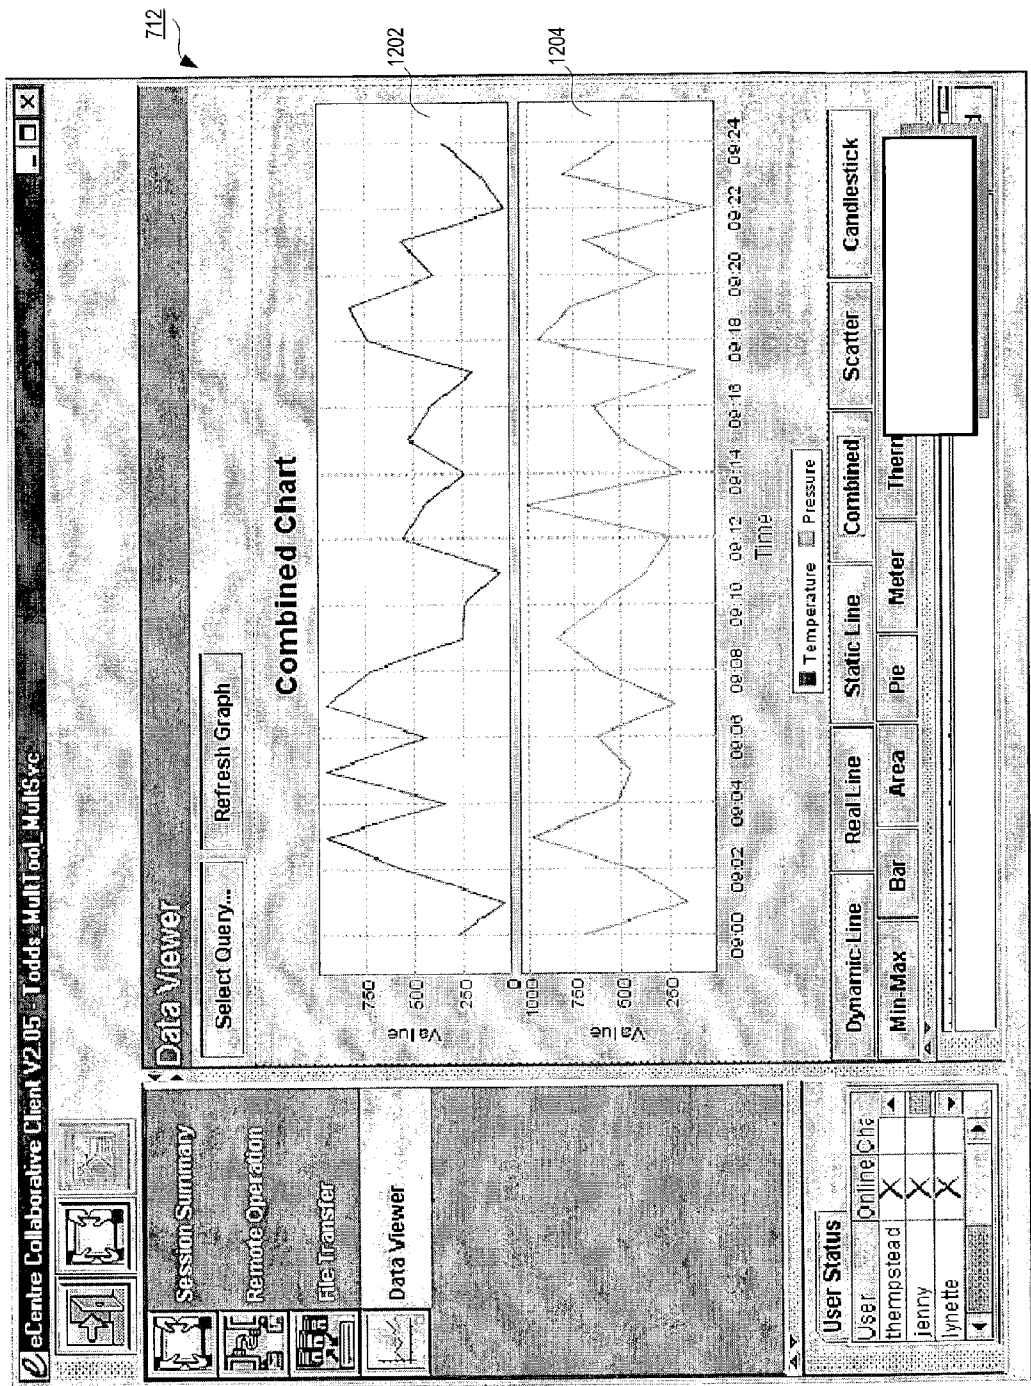 712
eCentre Collaborative Client V2.05 - Todds_MultTool_MultSvc
Session Summary
Remote Operation
File Transfer
Data Viewer
User Status
User Online Cha
thempstead X
jenny X
lynette X
Data Viewer
Select Query... Refresh Graph
Combined Chart
Value
750
500
250
0
1202
Value
1000
750
500
250
1204
09:00 09:02 09:04 09:06 09:08 09:10 09:12 09:14 09:16 09:18 09:20 09:22 09:24
Time
Temperature Pressure
Dynamic Line Real Line Static Line Combined Scatter Candlestick
Min-Max Bar Area Pie Meter Therm